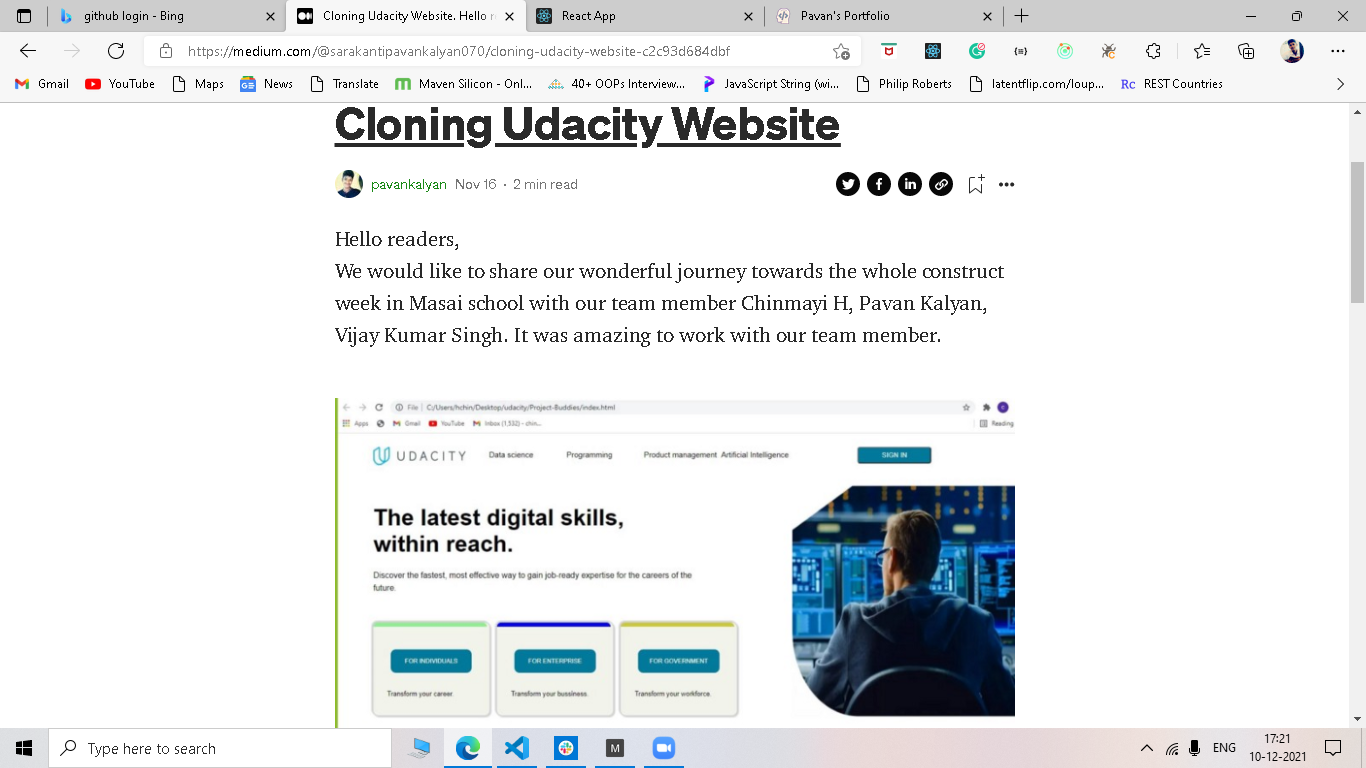 github login - Bing
Cloning Udacity Website. Hello r
React App
Pavan's Portfolio
https://medium.com/@sarakantipavankalyan070/cloning-udacity-website-c2c93d684dbf
Gmail
YouTube
Maps
News
Translate
Maven Silicon - Onl...
40+ OOPs Interview...
JavaScript String (wi...
Philip Roberts
latentflip.com/loup...
Rc REST Countries
Cloning Udacity Website
pavankalyan Nov 16 · 2 min read
Hello readers,
We would like to share our wonderful journey towards the whole construct
week in Masai school with our team member Chinmayi H, Pavan Kalyan,
Vijay Kumar Singh. It was amazing to work with our team member.
File | C:/Users/hchin/Desktop/udacity/Project-Buddies/index.html
Apps Gmail YouTube Inbox (1,532) - chin... Reading
UDACITY Data science Programming Product management Artificial Intelligence SIGN IN
The latest digital skills,
within reach.
Discover the fastest, most effective way to gain job-ready expertise for the careers of the
future.
FOR INDIVIDUALS
FOR ENTERPRISE
FOR GOVERNMENT
Transform your career.
Transform your bussiness.
Transform your workforce.
Type here to search
M
ENG
17:21
10-12-2021